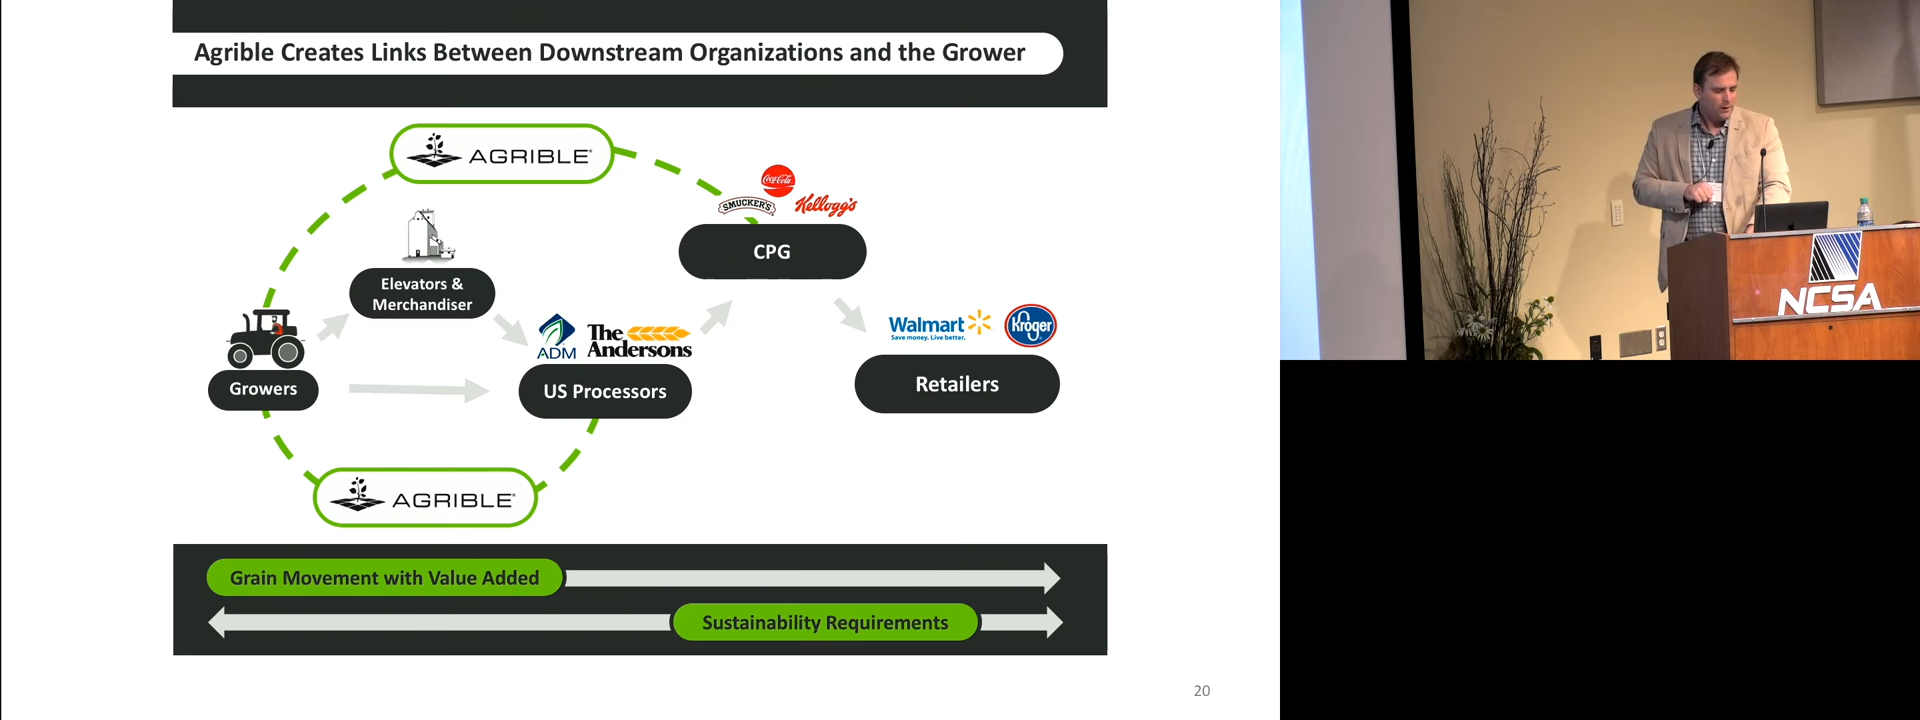 Agrible Creates Links Between Downstream Organizations and the Grower
AGRIBLE
Coca-Cola
SMUCKER'S
Kellogg's
CPG
Elevators &
Merchandiser
Walmart
Save money. Live better.
Kroger
ADM
The
Andersons
Growers
US Processors
Retailers
AGRIBLE
Grain Movement with Value Added
Sustainability Requirements
20
NCSA